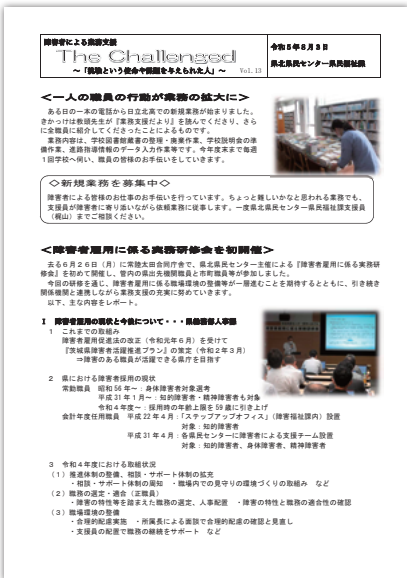 障害者による業務支援
The Challenged
～「挑戦という使命や課題を与えられた人」～ Vol.13
令和５年８月３日
県北県民センター県民福祉課
＜一人の職員の行動が業務の拡大に＞
ある日の一本の電話から日立北高での新規業務が始まりました。
きっかけは教頭先生が『業務支援だより』を読んでくださり、さら
に全職員に紹介してくださったことによるものです。
業務内容は、学校図書館蔵書の整理・廃棄作業、学校説明会の準
備作業、進路指導情報のデータ入力作業等です。今年度末まで毎週
１回学校へ伺い、職員の皆様のお手伝いをしていきます。
◇新規業務を募集中◇
障害者による皆様のお仕事のお手伝いを行っています。ちょっと難しいかなと思われる業務でも、
支援員が障害者に寄り添いながら依頼業務に従事します。一度県北県民センター県民福祉課支援員
（梶山）までご相談ください。
＜障害者雇用に係る実務研修会を初開催＞
去る６月２６日（月）に常陸太田合同庁舎で、県北県民センター主催による『障害者雇用に係る実務研
修会』を初めて開催し、管内の県出先機関職員と市町職員等が参加しました。
今回の研修を通じ、障害者雇用に係る職場環境の整備等が一層進むことを期待するとともに、引き続き
関係機関と連携しながら業務支援の充実に努めていきます。
以下、主な内容をレポート。
Ⅰ 障害者雇用の現状と今後について・・・県総務部人事課
１ これまでの取組み
障害者雇用促進法の改正（令和元年６月）を受けて
『茨城県障害者活躍推進プラン』の策定（令和２年３月）
⇒障害のある職員が活躍できる県庁を目指す
２ 県における障害者採用の現状
常勤職員 昭和 56 年～：身体障害者対象選考
平成 31 年１月～：知的障害者・精神障害者も対象
令和４年度～：採用時の年齢上限を 59 歳に引き上げ
会計年度任用職員 平成 22 年４月：「ステップアップオフィス」（障害福祉課内）設置
対象：知的障害者
平成 31 年４月：各県民センターに障害者による支援チーム設置
対象：知的障害者、身体障害者、精神障害者
３ 令和４年度における取組状況
（１）推進体制の整備、相談・サポート体制の拡充
・相談・サポート体制の周知 ・職場内での見守りの環境づくりの取組み など
（２）職務の選定・適合（正職員）
・障害の特性等を踏まえた職務の選定、人事配置 ・障害の特性と職務の適合性の確認
（３）職場環境の整備
・合理的配慮実施 ・所属長による面談で合理的配慮の確認と見直し
・支援員の配置で職務の継続をサポート など